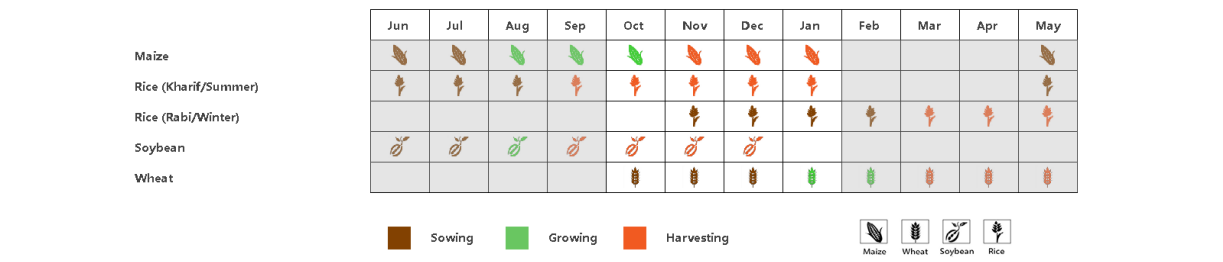 Jun Jul Aug Sep Oct Nov Dec Jan Feb Mar Apr May
Maize
Rice (Kharif/Summer)
Rice (Rabi/Winter)
Soybean
Wheat
Sowing Growing Harvesting
Maize Wheat Soybean Rice